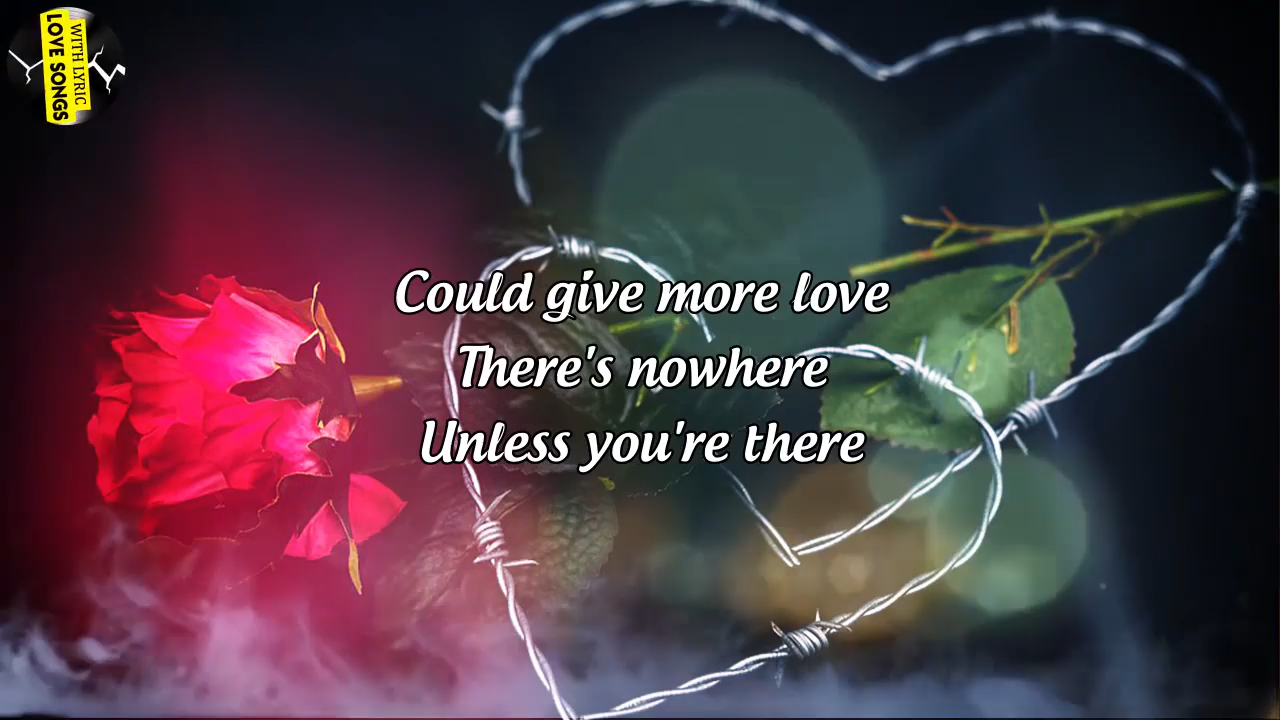 WITH LYRIC
LOVE SONGS
Could give more love
There's nowhere
Unless you're there